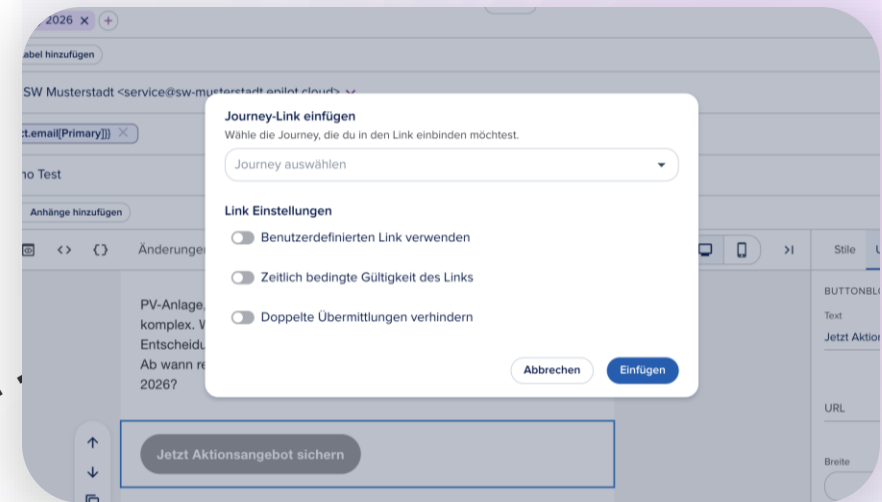 2026 ×
abel hinzufügen
SW Musterstadt <service@sw-musterstadt.epilot.cloud>
t.email[Primary]}}
no Test
Anhänge hinzufügen
Journey-Link einfügen
Wähle die Journey, die du in den Link einbinden möchtest.
Journey auswählen
Link Einstellungen
Benutzerdefinierten Link verwenden
Zeitlich bedingte Gültigkeit des Links
Doppelte Übermittlungen verhindern
Abbrechen
Einfügen
<> {} Änderunge
Stile
BUTTONBLO
Text
Jetzt Aktion
URL
Breite
PV-Anlage,
komplex. W
Entscheidu
Ab wann re
2026?
Jetzt Aktionsangebot sichern